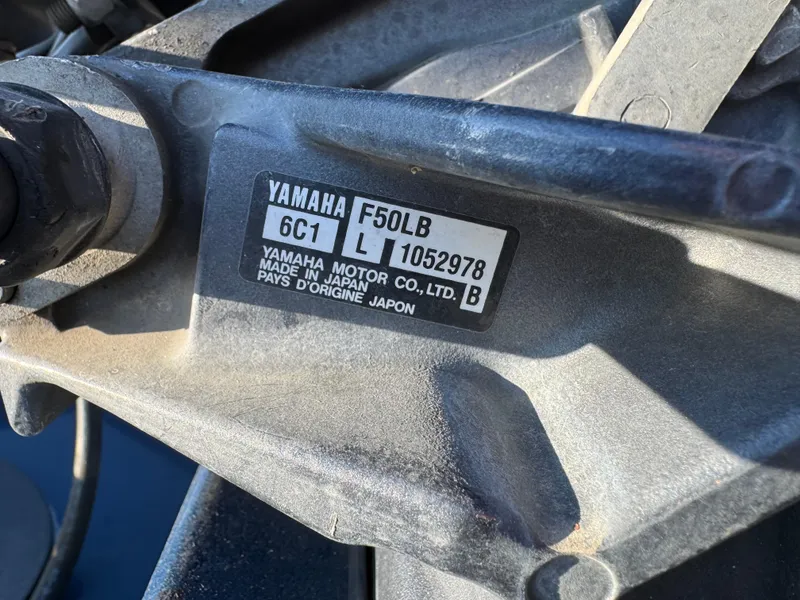 YAMAHA F50LB
6C1 L 1052978
YAMAHA MOTOR CO., LTD. B
MADE IN JAPAN
PAYS D'ORIGINE JAPON